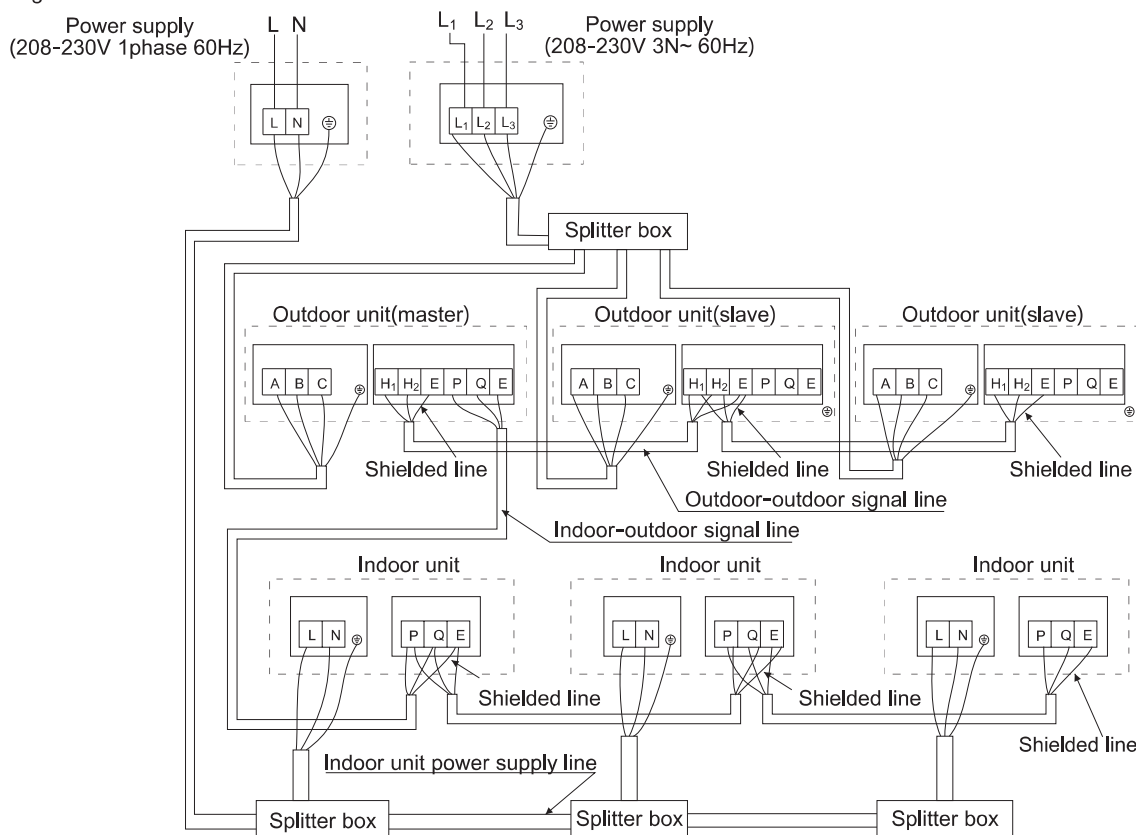 Power supply
(208-230V 1phase 60Hz)
L N
L1 L2 L3
Power supply
(208-230V 3N~ 60Hz)
L N
L1 L2 L3
Splitter box
Outdoor unit(master)
Outdoor unit(slave)
Outdoor unit(slave)
A B C
H1 H2 E P Q E
A B C
H1 H2 E P Q E
A B C
H1 H2 E P Q E
Shielded line
Shielded line
Shielded line
Outdoor-outdoor signal line
Indoor-outdoor signal line
Indoor unit
Indoor unit
Indoor unit
L N
P Q E
L N
P Q E
L N
P Q E
Shielded line
Shielded line
Shielded line
Indoor unit power supply line
Splitter box
Splitter box
Splitter box